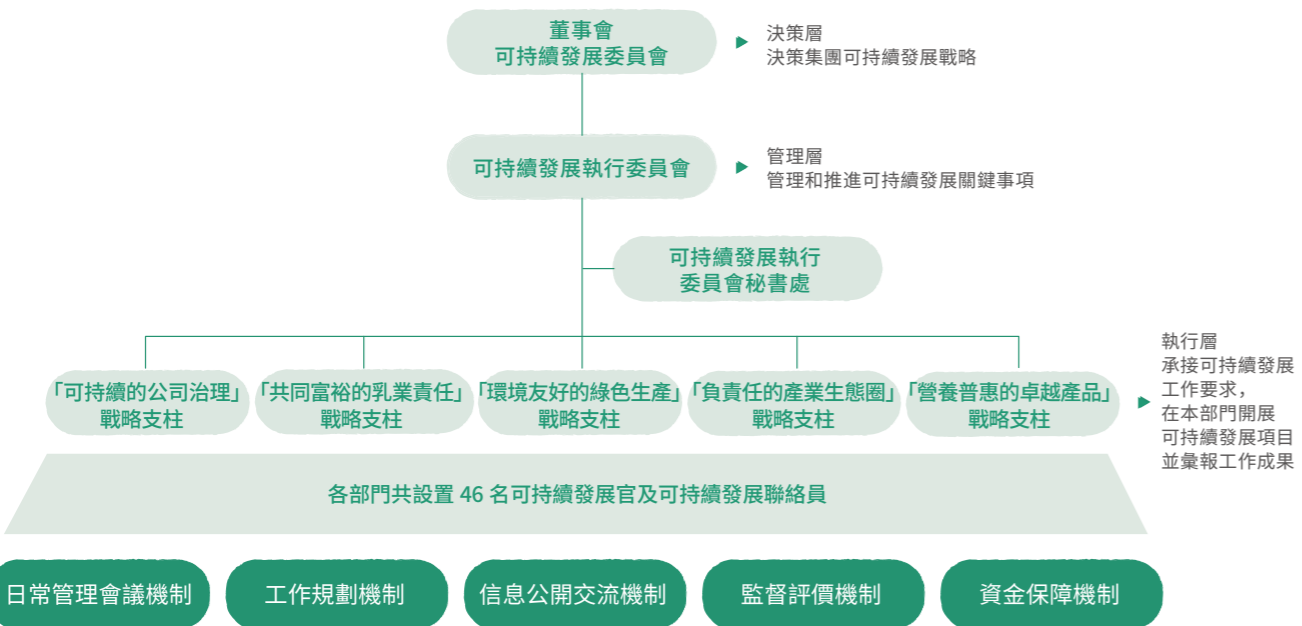 董事會
可持續發展委員會
決策層
決策集團可持續發展戰略
可持續發展執行委員會
管理層
管理和推進可持續發展關鍵事項
可持續發展執行
委員會秘書處
「可持續的公司治理」
戰略支柱
「共同富裕的乳業責任」
戰略支柱
「環境友好的綠色生產」
戰略支柱
「負責任的產業生態圈」
戰略支柱
「營養普惠的卓越產品」
戰略支柱
執行層
承接可持續發展
工作要求，
在本部門開展
可持續發展項目
並彙報工作成果
各部門共設置 46 名可持續發展官及可持續發展聯絡員
日常管理會議機制
工作規劃機制
信息公開交流機制
監督評價機制
資金保障機制